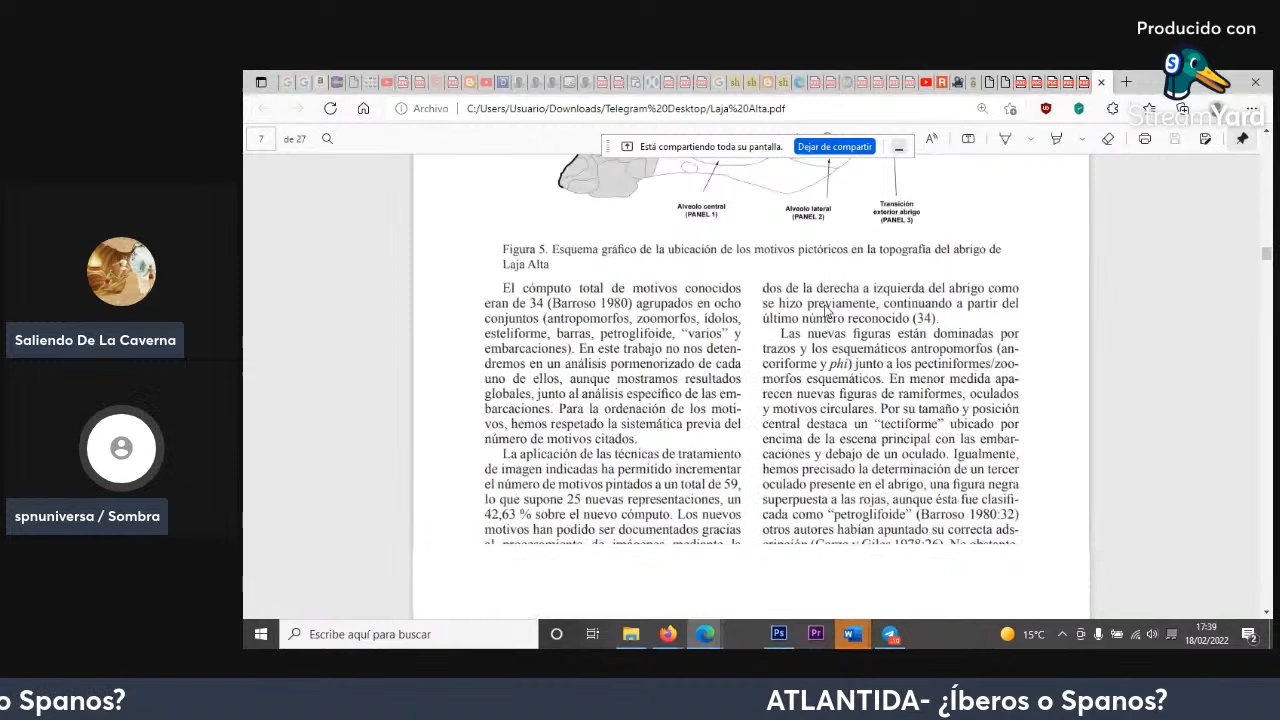 Producido con
StreamYard
Archivo
C:/Users/Usuario/Downloads/Telegram%20Desktop/Laja%20Alta.pdf
7 de 27
Está compartiendo toda su pantalla.
Dejar de compartir
Alveolo central
(PANEL 1)
Alveolo lateral
(PANEL 2)
Transición
exterior abrigo
(PANEL 3)
Figura 5. Esquema gráfico de la ubicación de los motivos pictóricos en la topografía del abrigo de
Laja Alta
El cómputo total de motivos conocidos
eran de 34 (Barroso 1980) agrupados en ocho
conjuntos (antropomorfos, zoomorfos, ídolos,
esteliforme, barras, petroglifoide, “varios” y
embarcaciones). En este trabajo no nos deten-
dremos en un análisis pormenorizado de cada
uno de ellos, aunque mostramos resultados
globales, junto al análisis específico de las em-
barcaciones. Para la ordenación de los moti-
vos, hemos respetado la sistemática previa del
número de motivos citados.
La aplicación de las técnicas de tratamiento
de imagen indicadas ha permitido incrementar
el número de motivos pintados a un total de 59,
lo que supone 25 nuevas representaciones, un
42,63 % sobre el nuevo cómputo. Los nuevos
motivos han podido ser documentados gracias
al procesamiento de imágenes mediante la
dos de la derecha a izquierda del abrigo como
se hizo previamente, continuando a partir del
último número reconocido (34).
Las nuevas figuras están dominadas por
trazos y los esquemáticos antropomorfos (an-
coriforme y phi) junto a los pectiniformes/zoo-
morfos esquemáticos. En menor medida apa-
recen nuevas figuras de ramiformes, oculados
y motivos circulares. Por su tamaño y posición
central destaca un “tectiforme” ubicado por
encima de la escena principal con las embar-
caciones y debajo de un oculado. Igualmente,
hemos precisado la determinación de un tercer
oculado presente en el abrigo, una figura negra
superpuesta a las rojas, aunque ésta fue clasifi-
cada como “petroglifoide” (Barroso 1980:32)
otros autores habían apuntado su correcta ads-
cripción (Corzo y Giles 1978:26). No obstante,
Saliendo De La Caverna
spnuniversa / Sombra
Escribe aquí para buscar
Ps
Pr
15°C
17:39
18/02/2022
o Spanos?
ATLANTIDA- ¿Íberos o Spanos?